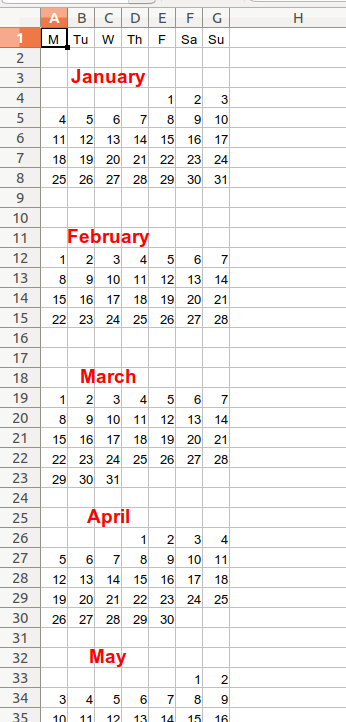 A B C D E F G H
1 M Tu W Th F Sa Su
2
3 January
4 1 2 3
5 4 5 6 7 8 9 10
6 11 12 13 14 15 16 17
7 18 19 20 21 22 23 24
8 25 26 27 28 29 30 31
9
10
11 February
12 1 2 3 4 5 6 7
13 8 9 10 11 12 13 14
14 15 16 17 18 19 20 21
15 22 23 24 25 26 27 28
16
17
18 March
19 1 2 3 4 5 6 7
20 8 9 10 11 12 13 14
21 15 16 17 18 19 20 21
22 22 23 24 25 26 27 28
23 29 30 31
24
25 April
26 1 2 3 4
27 5 6 7 8 9 10 11
28 12 13 14 15 16 17 18
29 19 20 21 22 23 24 25
30 26 27 28 29 30
31
32 May
33 1 2
34 3 4 5 6 7 8 9
35 10 11 12 13 14 15 16